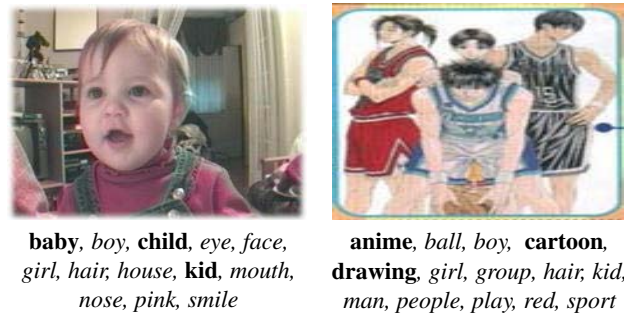 15
baby, boy, child, eye, face,
girl, hair, house, kid, mouth,
nose, pink, smile
anime, ball, boy, cartoon,
drawing, girl, group, hair, kid,
man, people, play, red, sport